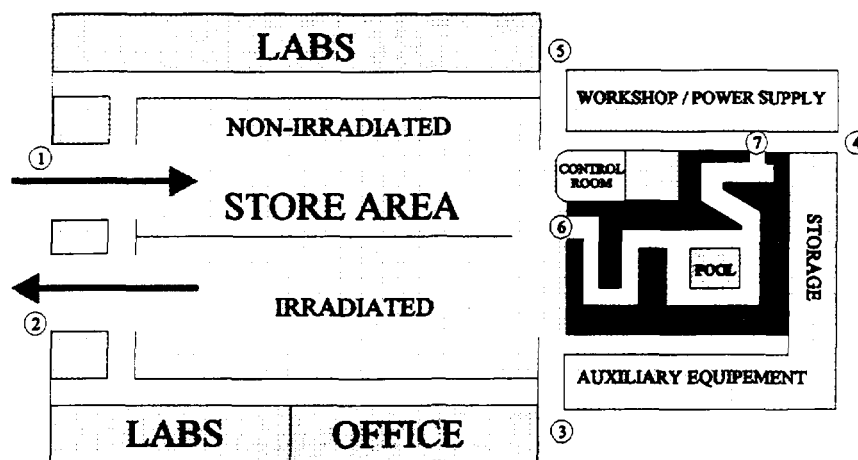 LABS
5
WORKSHOP / POWER SUPPLY
NON-IRRADIATED
1
7
4
CONTROL
ROOM
STORE AREA
6
STORAGE
POOL
IRRADIATED
2
AUXILIARY EQUIPEMENT
LABS
OFFICE
3